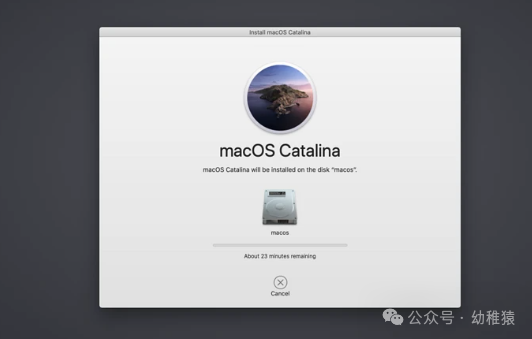 Install macOS Catalina
macOS Catalina
macOS Catalina will be installed on the disk “macos”.
macos
About 23 minutes remaining
Cancel
公众号 · 幼稚猿